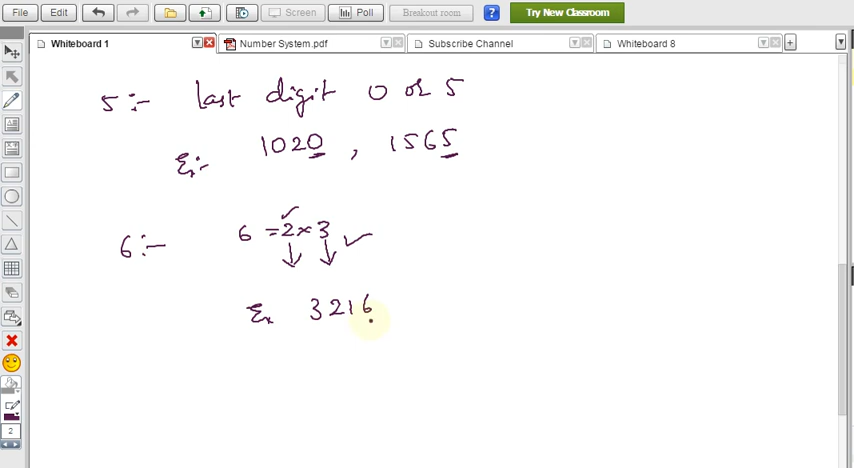 File Edit Screen Poll Breakout room ? Try New Classroom
Whiteboard 1 Number System.pdf Subscribe Channel Whiteboard 8
5:- last digit 0 or 5
Ex:- 1020 , 1565
6:- 6 = 2 × 3
Ex 3216
2